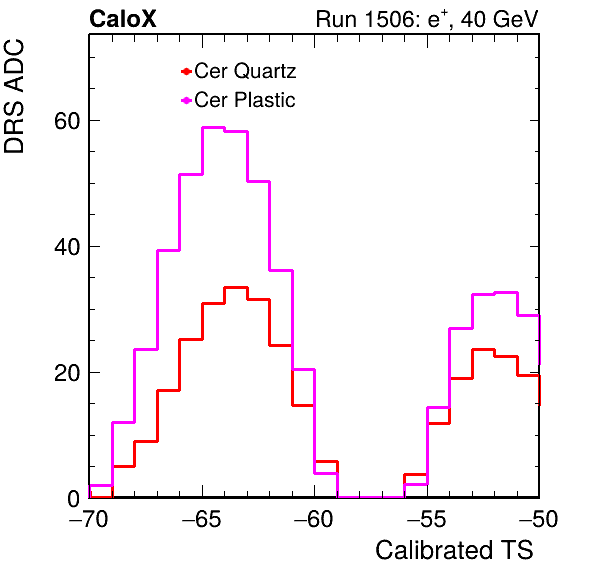 CaloX Run 1506: e⁺, 40 GeV
DRS ADC
Cer Quartz
Cer Plastic
60
40
20
0
−70 −65 −60 −55 −50
Calibrated TS